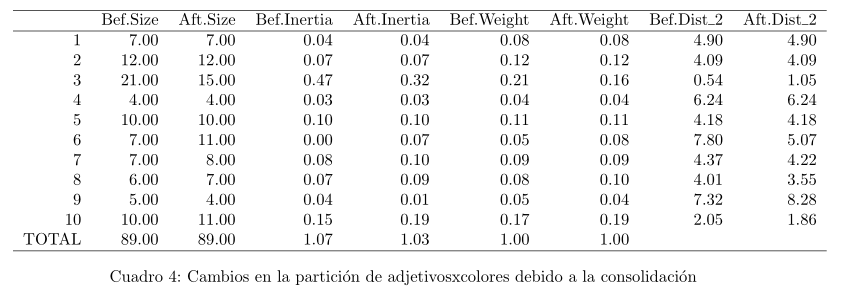 Bef.Size Aft.Size Bef.Inertia Aft.Inertia Bef.Weight Aft.Weight Bef.Dist_2 Aft.Dist_2
1 7.00 7.00 0.04 0.04 0.08 0.08 4.90 4.90
2 12.00 12.00 0.07 0.07 0.12 0.12 4.09 4.09
3 21.00 15.00 0.47 0.32 0.21 0.16 0.54 1.05
4 4.00 4.00 0.03 0.03 0.04 0.04 6.24 6.24
5 10.00 10.00 0.10 0.10 0.11 0.11 4.18 4.18
6 7.00 11.00 0.00 0.07 0.05 0.08 7.80 5.07
7 7.00 8.00 0.08 0.10 0.09 0.09 4.37 4.22
8 6.00 7.00 0.07 0.09 0.08 0.10 4.01 3.55
9 5.00 4.00 0.04 0.01 0.05 0.04 7.32 8.28
10 10.00 11.00 0.15 0.19 0.17 0.19 2.05 1.86
TOTAL 89.00 89.00 1.07 1.03 1.00 1.00
Cuadro 4: Cambios en la partición de adjetivosxcolores debido a la consolidación